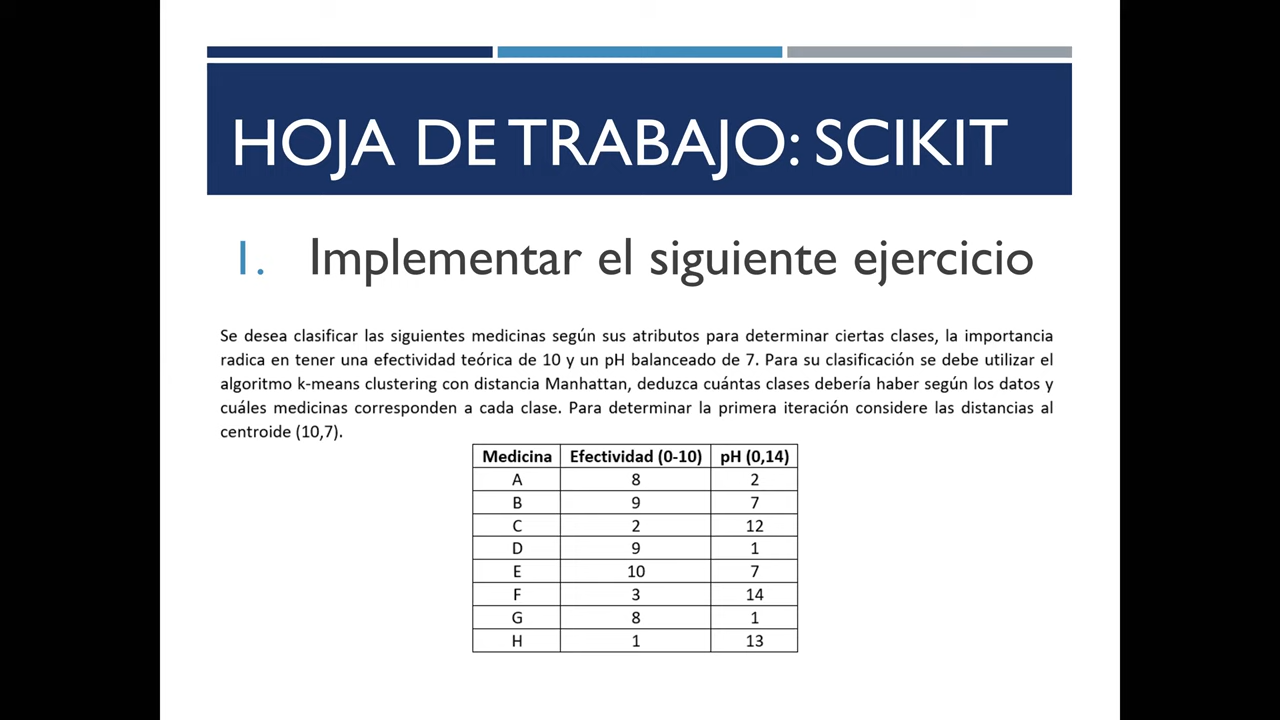 HOJA DE TRABAJO: SCIKIT
1. Implementar el siguiente ejercicio
Se desea clasificar las siguientes medicinas según sus atributos para determinar ciertas clases, la importancia
radica en tener una efectividad teórica de 10 y un pH balanceado de 7. Para su clasificación se debe utilizar el
algoritmo k-means clustering con distancia Manhattan, deduzca cuántas clases debería haber según los datos y
cuáles medicinas corresponden a cada clase. Para determinar la primera iteración considere las distancias al
centroide (10,7).
Medicina Efectividad (0-10) pH (0,14)
A 8 2
B 9 7
C 2 12
D 9 1
E 10 7
F 3 14
G 8 1
H 1 13